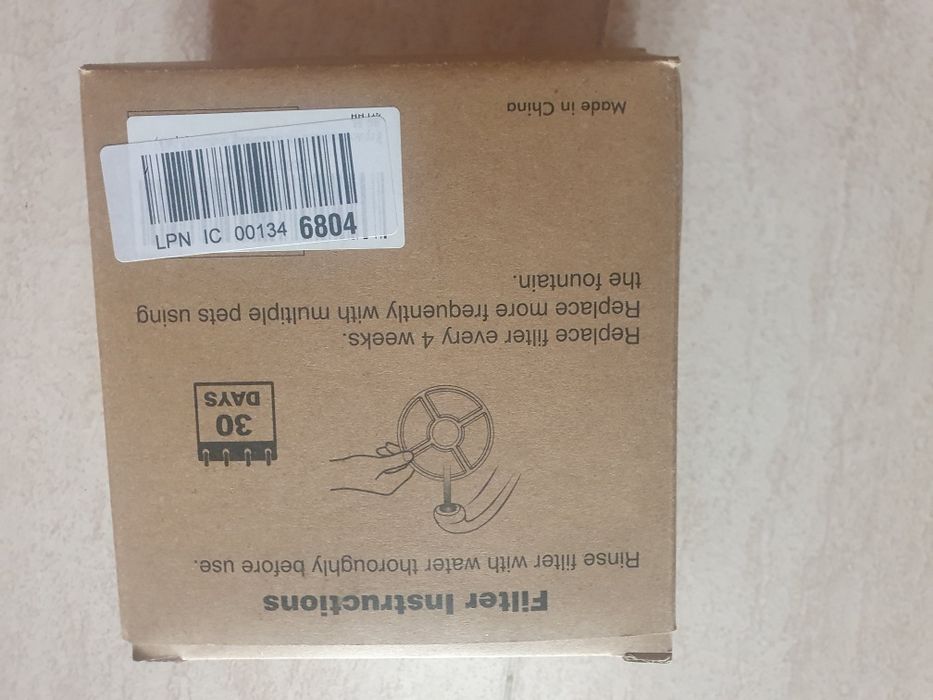 Filter Instructions
Rinse filter with water thoroughly before use.
30
DAYS
Replace filter every 4 weeks.
Replace more frequently with multiple pets using
the fountain.
LPN IC 00134 6804
Made in China